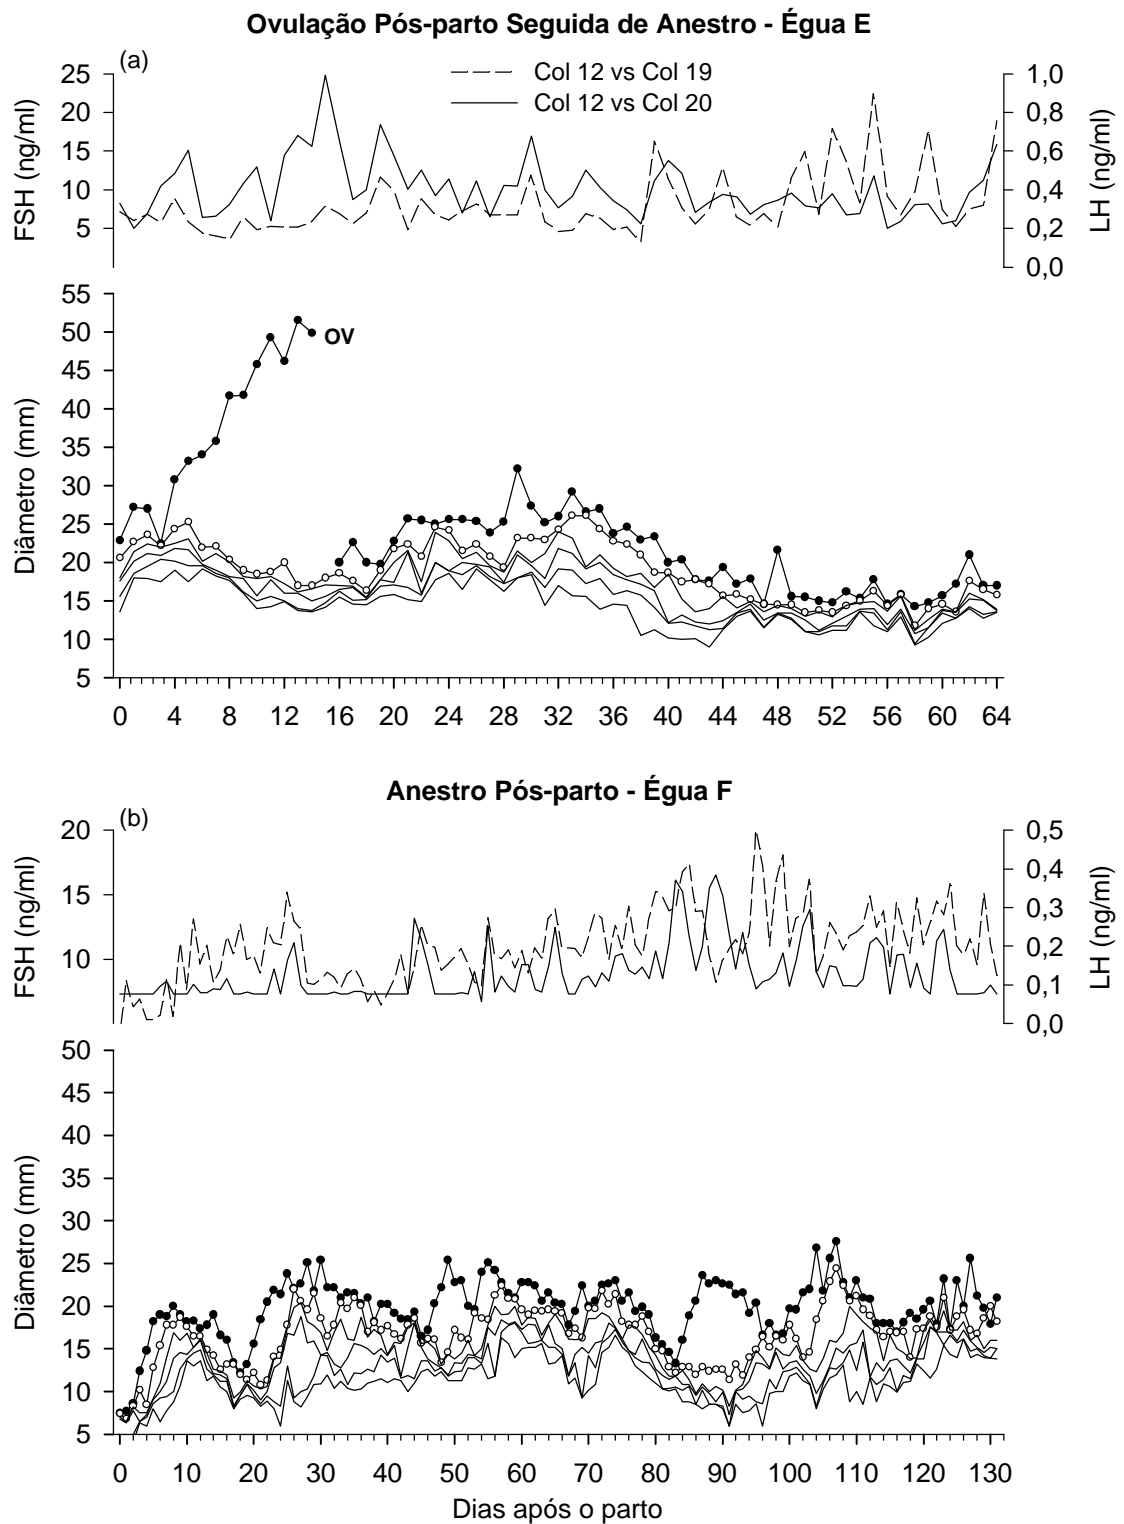 Ovulação Pós-parto Seguida de Anestro - Égua E
(a)
Col 12 vs Col 19
Col 12 vs Col 20
FSH (ng/ml)
25
20
15
10
5
LH (ng/ml)
1,0
0,8
0,6
0,4
0,2
0,0
Diâmetro (mm)
55
50
45
40
35
30
25
20
15
10
5
OV
0 4 8 12 16 20 24 28 32 36 40 44 48 52 56 60 64
Anestro Pós-parto - Égua F
(b)
FSH (ng/ml)
20
15
10
LH (ng/ml)
0,5
0,4
0,3
0,2
0,1
0,0
Diâmetro (mm)
50
45
40
35
30
25
20
15
10
5
0 10 20 30 40 50 60 70 80 90 100 110 120 130
Dias após o parto